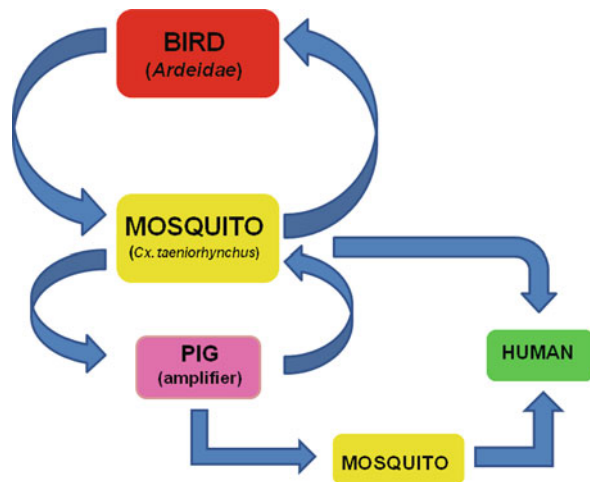 BIRD
(Ardeidae)
MOSQUITO
(Cx. taeniorhynchus)
PIG
(amplifier)
HUMAN
MOSQUITO